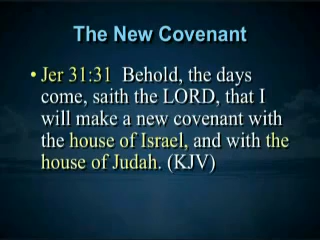 The New Covenant
• Jer 31:31 Behold, the days
come, saith the LORD, that I
will make a new covenant with
the house of Israel, and with the
house of Judah. (KJV)